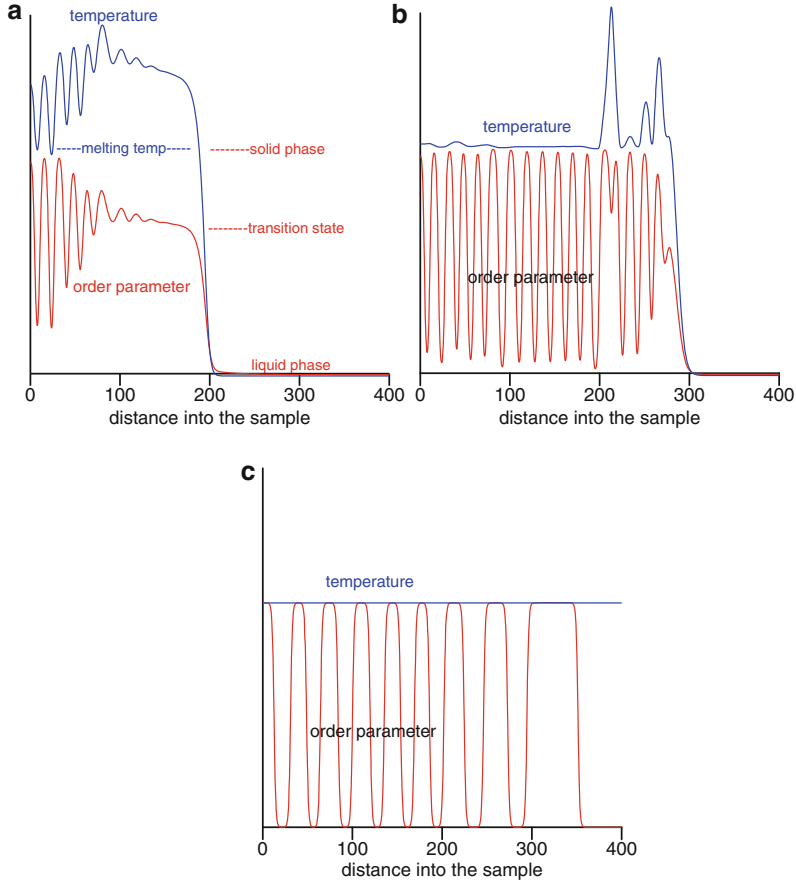 a
temperature
-----melting temp-----
--------solid phase
-------transition state
order parameter
liquid phase
0 100 200 300 400
distance into the sample
b
temperature
order parameter
0 100 200 300 400
distance into the sample
c
temperature
order parameter
0 100 200 300 400
distance into the sample